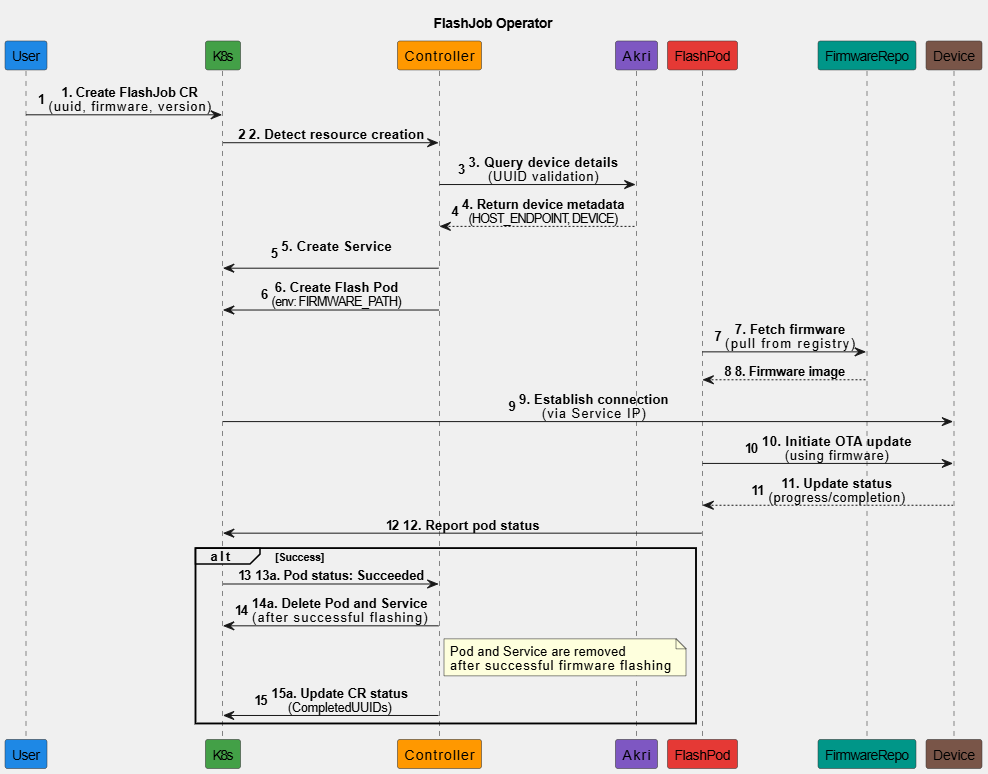 FlashJob Operator
User K8s Controller Akri FlashPod FirmwareRepo Device
1 1. Create FlashJob CR
(uuid, firmware, version)
2 2. Detect resource creation
3 3. Query device details
(UUID validation)
4 4. Return device metadata
(HOST_ENDPOINT, DEVICE)
5 5. Create Service
6 6. Create Flash Pod
(env: FIRMWARE_PATH)
7 7. Fetch firmware
(pull from registry)
8 8. Firmware image
9 9. Establish connection
(via Service IP)
10 10. Initiate OTA update
(using firmware)
11 11. Update status
(progress/completion)
12 12. Report pod status
alt [Success]
13 13a. Pod status: Succeeded
14 14a. Delete Pod and Service
(after successful flashing)
Pod and Service are removed
after successful firmware flashing
15 15a. Update CR status
(CompletedUUIDs)
User K8s Controller Akri FlashPod FirmwareRepo Device